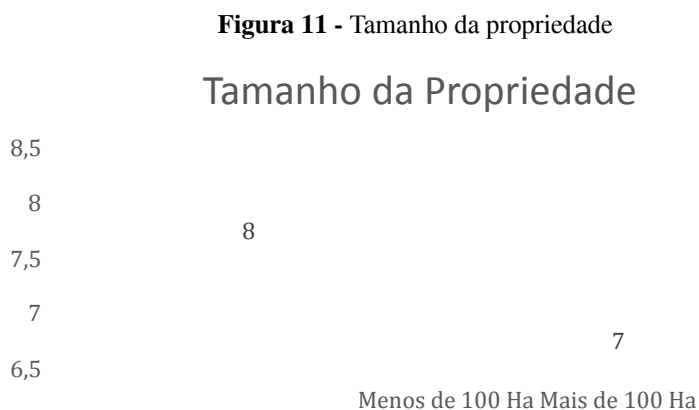 Figura 11 - Tamanho da propriedade
Tamanho da Propriedade
8,5
8
8
7,5
7
7
6,5
Menos de 100 Ha Mais de 100 Ha